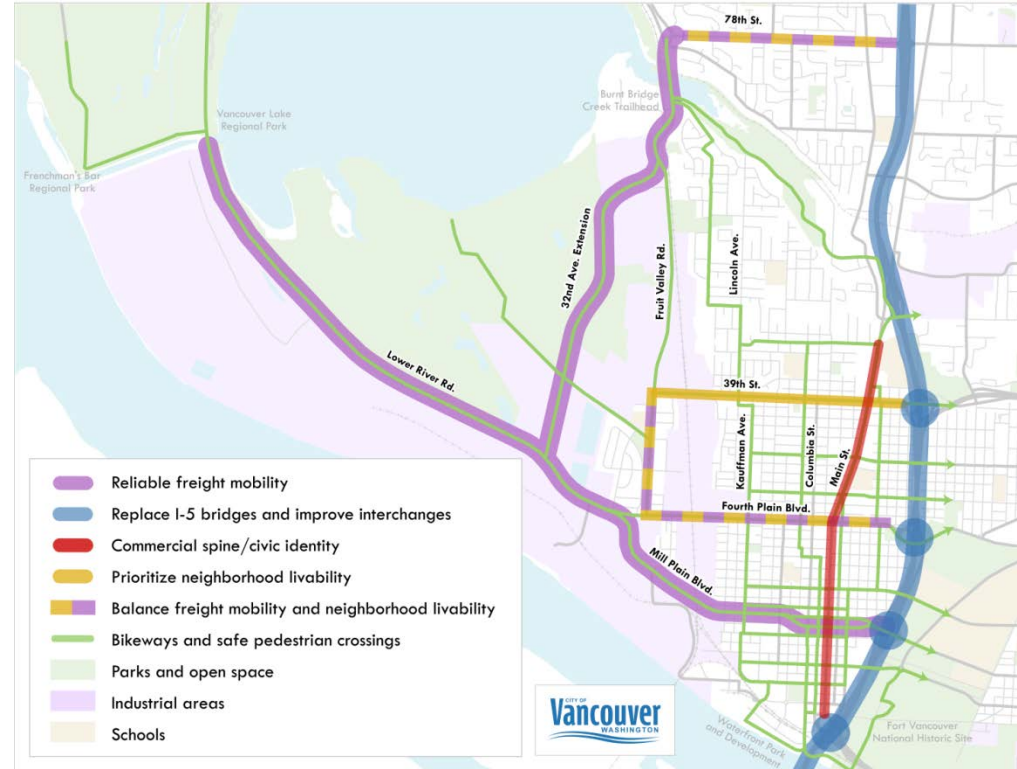 78th St.
Burnt Bridge
Creek Trailhead
Vancouver Lake
Regional Park
Frenchman's Bar
Regional Park
32nd Ave. Extension
Fruit Valley Rd.
Lincoln Ave.
Lower River Rd.
39th St.
Kauffman Ave.
Columbia St.
Main St.
Fourth Plain Blvd.
Mill Plain Blvd.
Reliable freight mobility
Replace I-5 bridges and improve interchanges
Commercial spine/civic identity
Prioritize neighborhood livability
Balance freight mobility and neighborhood livability
Bikeways and safe pedestrian crossings
Parks and open space
Industrial areas
Schools
CITY OF
Vancouver
WASHINGTON
Waterfront Park
and Development
Fort Vancouver
National Historic Site